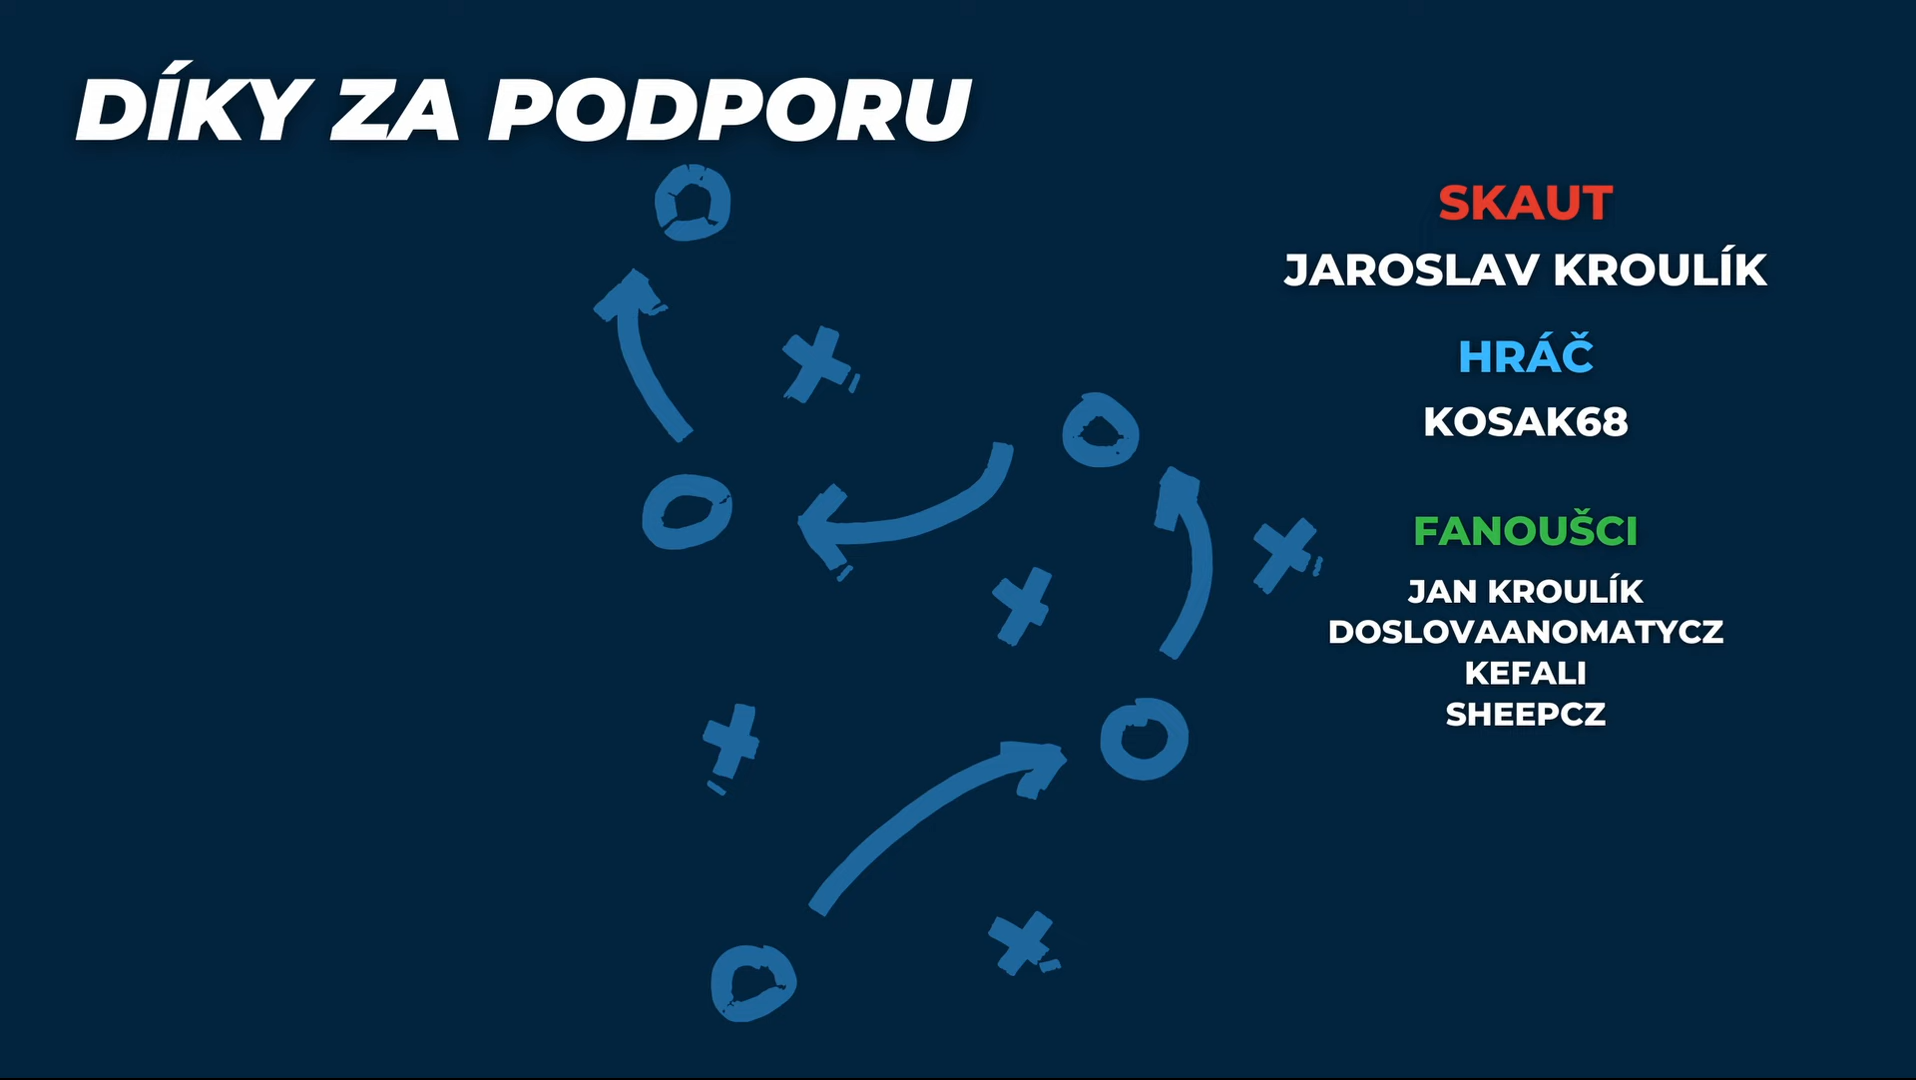 DÍKY ZA PODPORU
SKAUT
JAROSLAV KROULÍK
HRÁČ
KOSAK68
FANOUŠCI
JAN KROULÍK
DOSLOVAANOMATYCZ
KEFALI
SHEEPCZ